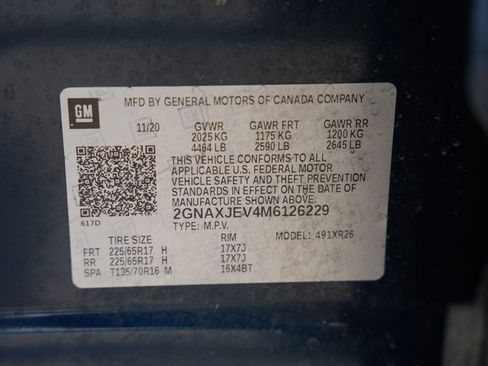 GM
MFD BY GENERAL MOTORS OF CANADA COMPANY
11/20 GVWR GAWR FRT GAWR RR
2025 KG 1175 KG 1200 KG
4464 LB 2590 LB 2645 LB
THIS VEHICLE CONFORMS TO ALL
APPLICABLE U.S. FEDERAL MOTOR
VEHICLE SAFETY AND THEFT PREVENTION
STANDARDS IN EFFECT ON THE DATE OF
MANUFACTURE SHOWN ABOVE.
2GNAXJEV4M6126229
617D
TYPE: M.P.V. MODEL: 491XR26
TIRE SIZE RIM
FRT 225/65R17 H 17X7J
RR 225/65R17 H 17X7J
SPA T135/70R16 M 16X4BT